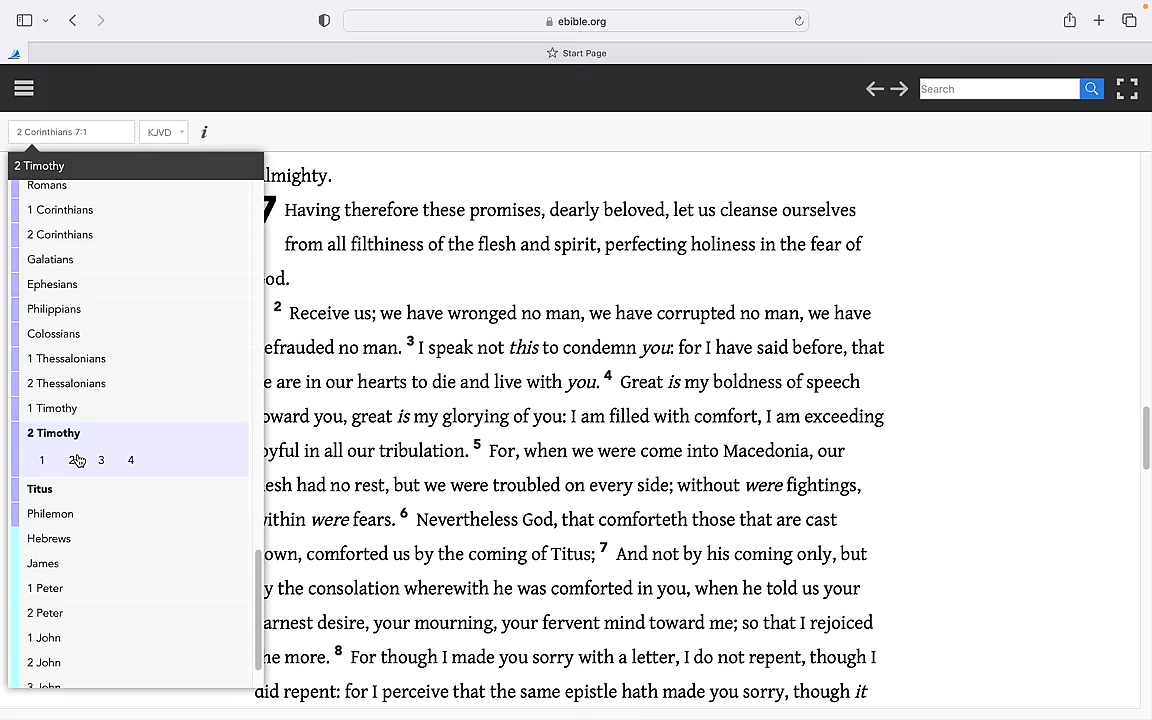 ebible.org
Start Page
Search
2 Corinthians 7:1
KJVD
i
2 Timothy
Romans
1 Corinthians
2 Corinthians
Galatians
Ephesians
Philippians
Colossians
1 Thessalonians
2 Thessalonians
1 Timothy
2 Timothy
1 2 3 4
Titus
Philemon
Hebrews
James
1 Peter
2 Peter
1 John
2 John
3 John
lmighty.
7 Having therefore these promises, dearly beloved, let us cleanse ourselves
from all filthiness of the flesh and spirit, perfecting holiness in the fear of
od.
2 Receive us; we have wronged no man, we have corrupted no man, we have
efrauded no man. 3 I speak not this to condemn you: for I have said before, that
e are in our hearts to die and live with you. 4 Great is my boldness of speech
oward you, great is my glorying of you: I am filled with comfort, I am exceeding
oyful in all our tribulation. 5 For, when we were come into Macedonia, our
lesh had no rest, but we were troubled on every side; without were fightings,
ithin were fears. 6 Nevertheless God, that comforteth those that are cast
own, comforted us by the coming of Titus; 7 And not by his coming only, but
y the consolation wherewith he was comforted in you, when he told us your
arnest desire, your mourning, your fervent mind toward me; so that I rejoiced
he more. 8 For though I made you sorry with a letter, I do not repent, though I
did repent: for I perceive that the same epistle hath made you sorry, though it